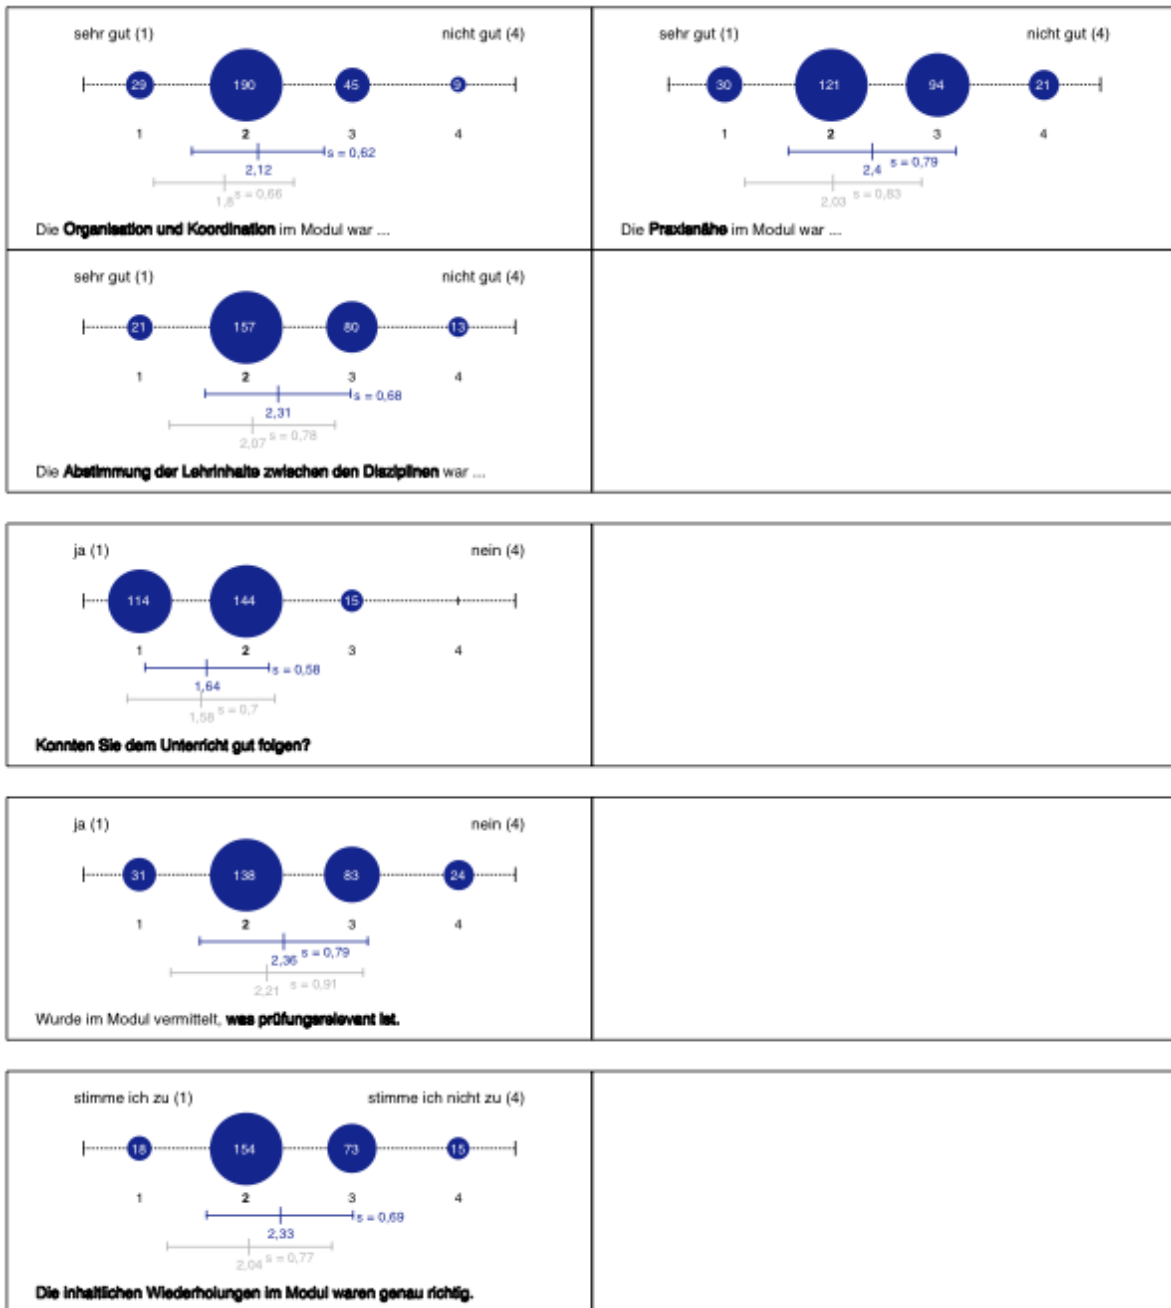 sehr gut (1) nicht gut (4)
29 190 45 9
1 2 3 4
s = 0,62
2,12
s = 0,66
1,8
Die Organisation und Koordination im Modul war ...
sehr gut (1) nicht gut (4)
30 121 94 21
1 2 3 4
s = 0,79
2,4
s = 0,83
2,03
Die Praxisnähe im Modul war ...
sehr gut (1) nicht gut (4)
21 157 80 13
1 2 3 4
s = 0,68
2,31
s = 0,78
2,07
Die Abstimmung der Lehrinhalte zwischen den Disziplinen war ...
ja (1) nein (4)
114 144 15
1 2 3 4
s = 0,58
1,64
s = 0,7
1,58
Konnten Sie dem Unterricht gut folgen?
ja (1) nein (4)
31 138 83 24
1 2 3 4
s = 0,79
2,36
s = 0,91
2,21
Wurde im Modul vermittelt, was prüfungsrelevant ist.
stimme ich zu (1) stimme ich nicht zu (4)
18 154 73 15
1 2 3 4
s = 0,69
2,33
s = 0,77
2,04
Die inhaltlichen Wiederholungen im Modul waren genau richtig.